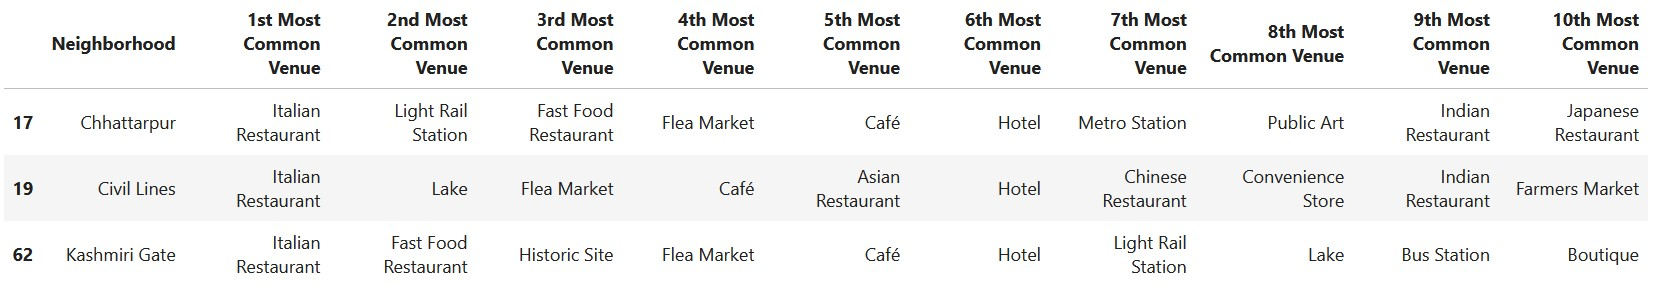 Neighborhood 1st Most Common Venue 2nd Most Common Venue 3rd Most Common Venue 4th Most Common Venue 5th Most Common Venue 6th Most Common Venue 7th Most Common Venue 8th Most Common Venue 9th Most Common Venue 10th Most Common Venue
17 Chhattarpur Italian Restaurant Light Rail Station Fast Food Restaurant Flea Market Café Hotel Metro Station Public Art Indian Restaurant Japanese Restaurant
19 Civil Lines Italian Restaurant Lake Flea Market Café Asian Restaurant Hotel Chinese Restaurant Convenience Store Indian Restaurant Farmers Market
62 Kashmiri Gate Italian Restaurant Fast Food Restaurant Historic Site Flea Market Café Hotel Light Rail Station Lake Bus Station Boutique